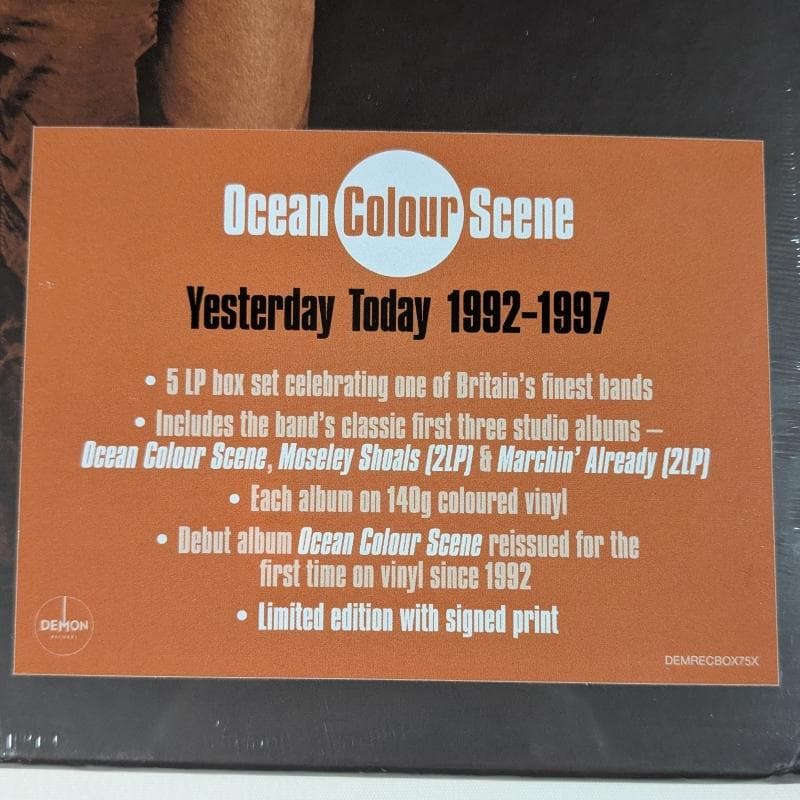 Ocean Colour Scene
Yesterday Today 1992-1997
• 5 LP box set celebrating one of Britain's finest bands
• Includes the band's classic first three studio albums –
Ocean Colour Scene, Moseley Shoals (2LP) & Marchin' Already (2LP)
• Each album on 140g coloured vinyl
• Debut album Ocean Colour Scene reissued for the
first time on vinyl since 1992
• Limited edition with signed print
DEMON
RECORDS
DEMRECBOX75X